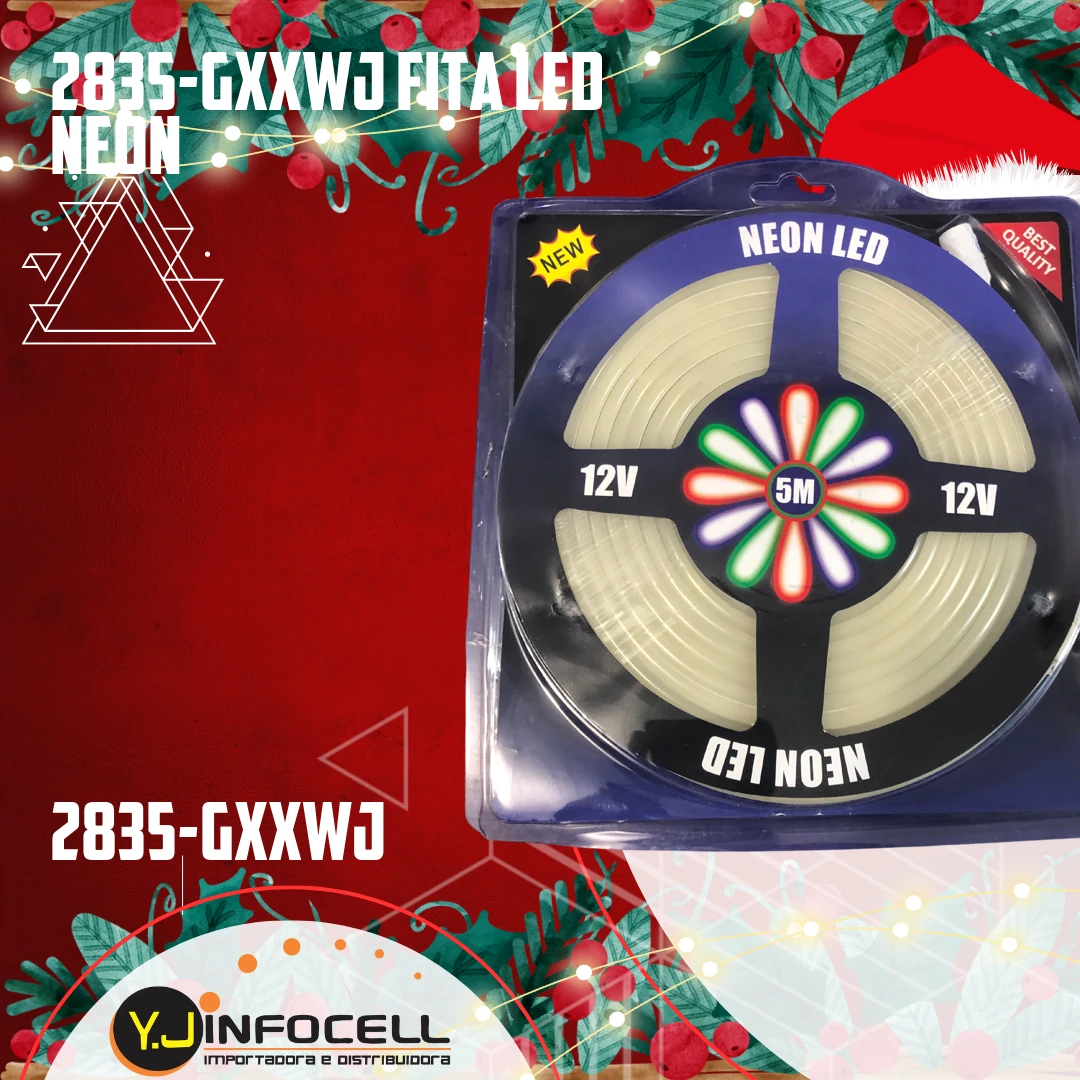 2835-GXXWJ FITA LED
NEON
NEW
NEON LED
BEST
QUALITY
12V
5M
12V
NEON LED
2835-GXXWJ
Y.J INFOCELL
IMPORTADORA E DISTRIBUIDORA